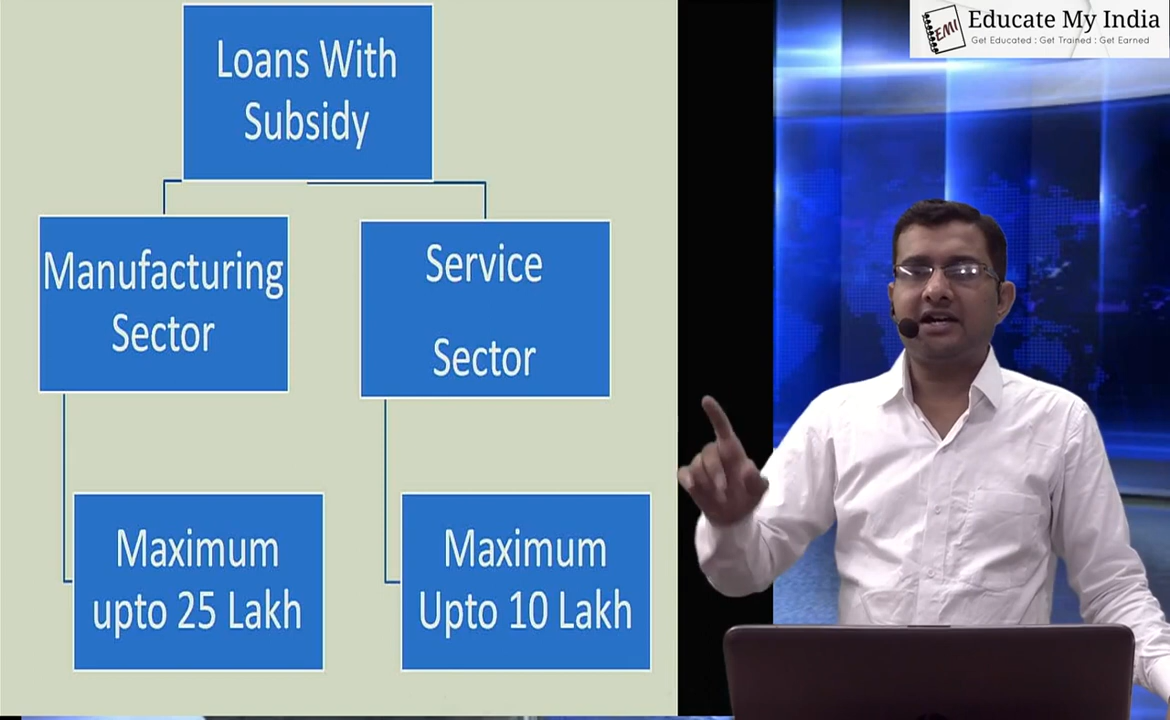 Loans With
Subsidy
Manufacturing
Sector
Service
Sector
Maximum
upto 25 Lakh
Maximum
Upto 10 Lakh
EMI
Educate My India
Get Educated : Get Trained : Get Earned